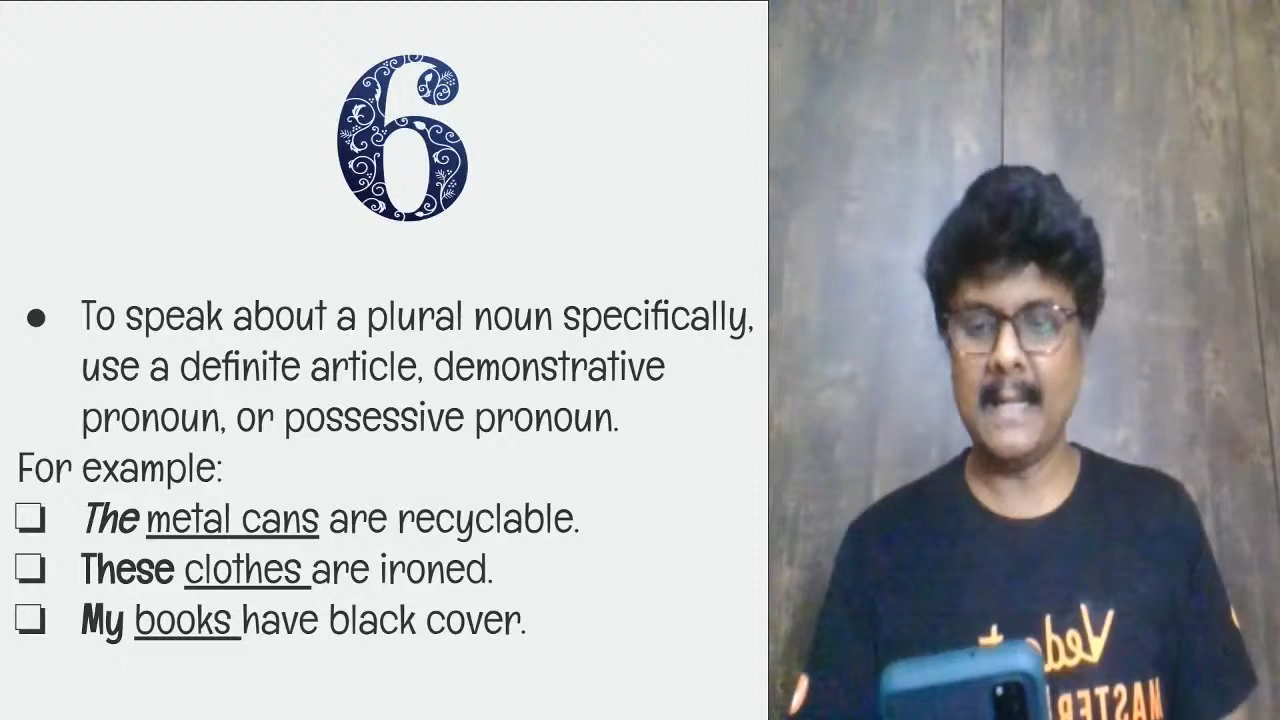 6
To speak about a plural noun specifically,
use a definite article, demonstrative
pronoun, or possessive pronoun.
For example:
The metal cans are recyclable.
These clothes are ironed.
My books have black cover.